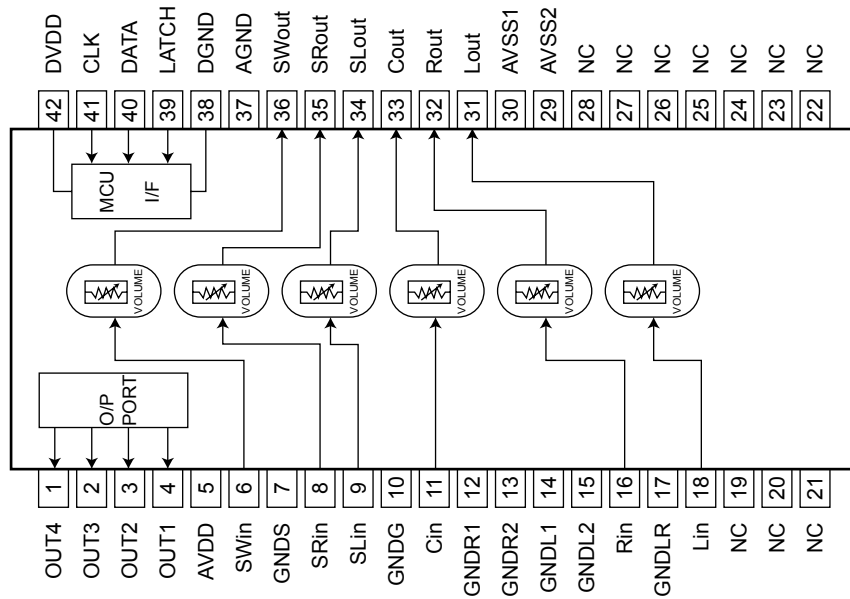 DVDD
CLK
DATA
LATCH
DGND
AGND
SWout
SRout
SLout
Cout
Rout
Lout
AVSS1
AVSS2
NC
NC
NC
NC
NC
NC
NC
42
41
40
39
38
37
36
35
34
33
32
31
30
29
28
27
26
25
24
23
22
MCU
I/F
VOLUME
VOLUME
VOLUME
VOLUME
VOLUME
VOLUME
O/P
PORT
1
2
3
4
5
6
7
8
9
10
11
12
13
14
15
16
17
18
19
20
21
OUT4
OUT3
OUT2
OUT1
AVDD
SWin
GNDS
SRin
SLin
GNDG
Cin
GNDR1
GNDR2
GNDL1
GNDL2
Rin
GNDLR
Lin
NC
NC
NC